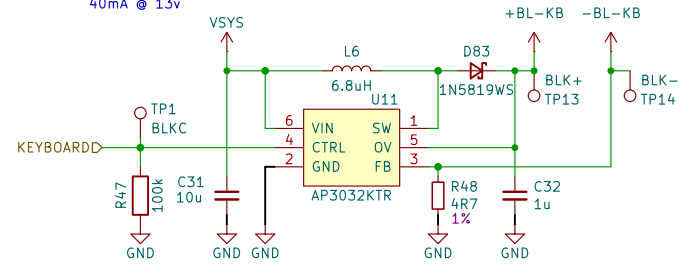 40mA @ 13v
VSYS
+BL-KB
-BL-KB
L6
6.8uH
D83
1N5819WS
BLK+
TP13
BLK-
TP14
TP1
BLKC
U11
6 VIN SW 1
4 CTRL OV 5
2 GND FB 3
AP3032KTR
KEYBOARD
R47
100k
C31
10u
R48
4R7
1%
C32
1u
GND
GND
GND
GND
GND